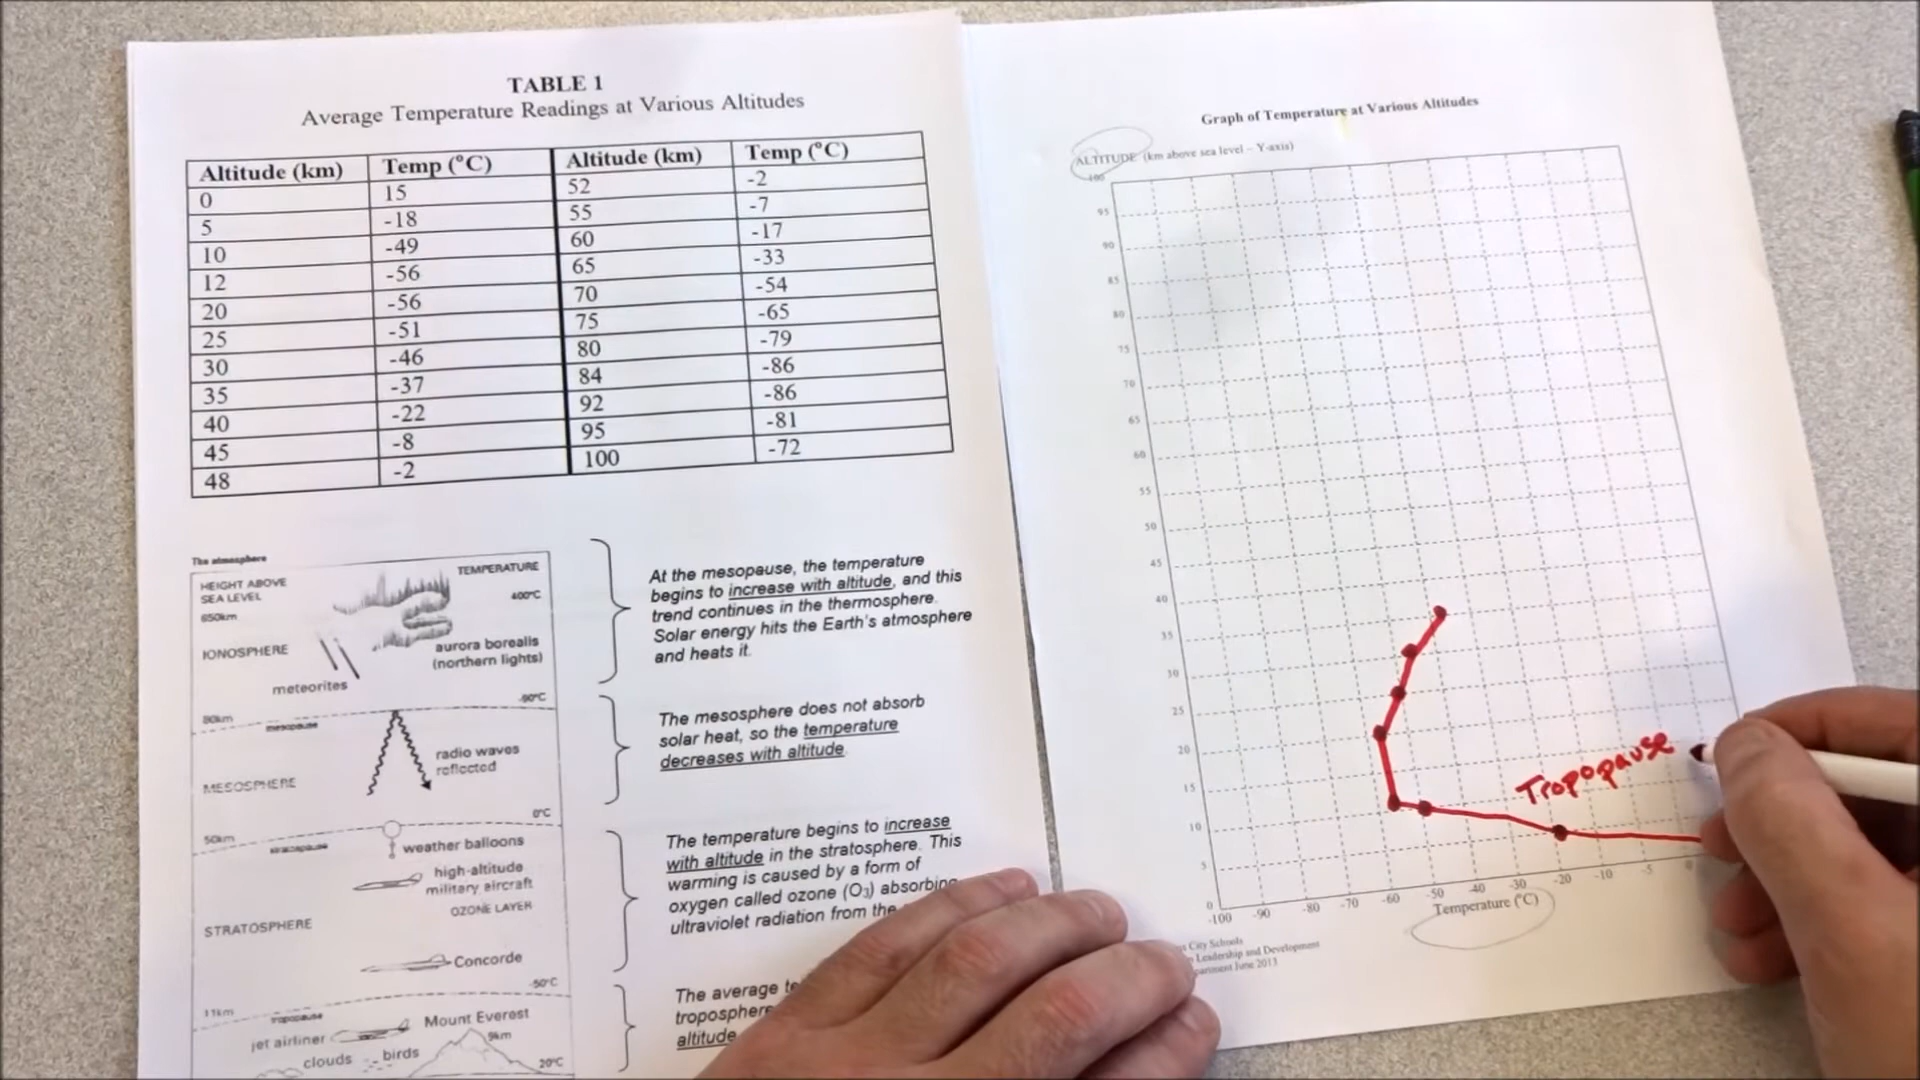 TABLE 1
Average Temperature Readings at Various Altitudes
Altitude (km) Temp (°C) Altitude (km) Temp (°C)
0 15 52 -2
5 -18 55 -7
10 -49 60 -17
12 -56 65 -33
20 -56 70 -54
25 -51 75 -65
30 -46 80 -79
35 -37 84 -86
40 -22 92 -86
45 -8 95 -81
48 -2 100 -72
The atmosphere
HEIGHT ABOVE
SEA LEVEL
TEMPERATURE
650km
400°C
IONOSPHERE
aurora borealis
(northern lights)
meteorites
-90°C
80km
mesopause
radio waves
reflected
MESOSPHERE
0°C
50km
stratopause
weather balloons
high-altitude
military aircraft
OZONE LAYER
STRATOSPHERE
Concorde
-50°C
11km
tropopause
Mount Everest
9km
jet airliner
clouds
birds
20°C
At the mesopause, the temperature
begins to increase with altitude, and this
trend continues in the thermosphere.
Solar energy hits the Earth's atmosphere
and heats it.
The mesosphere does not absorb
solar heat, so the temperature
decreases with altitude.
The temperature begins to increase
with altitude in the stratosphere. This
warming is caused by a form of
oxygen called ozone (O3) absorbing
ultraviolet radiation from the
The average te
troposphere
altitude
Graph of Temperature at Various Altitudes
ALTITUDE (km above sea level – Y-axis)
100
95
90
85
80
75
70
65
60
55
50
45
40
35
30
25
20
15
10
5
0
Tropopause
-100 -90 -80 -70 -60 -50 -40 -30 -20 -10 -5 0
Temperature (°C)
City Schools
Leadership and Development
partment June 2013